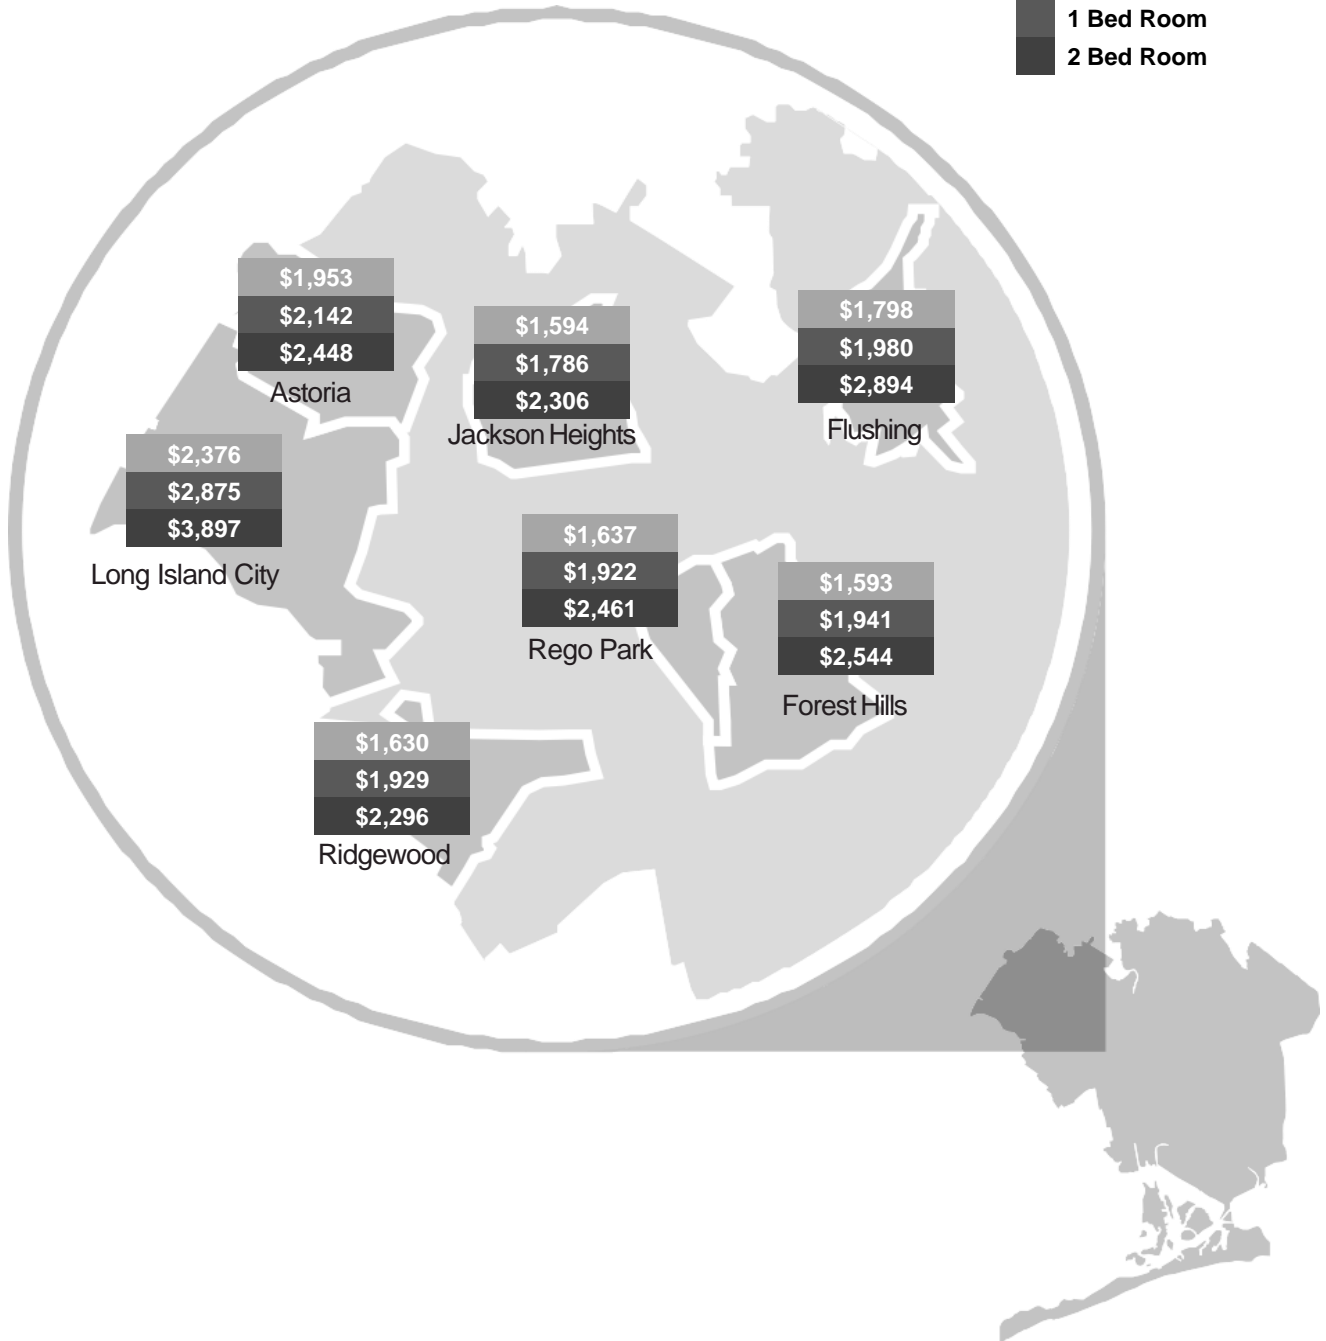 1 Bed Room
2 Bed Room
$1,953
$2,142
$2,448
Astoria
$1,594
$1,786
$2,306
Jackson Heights
$1,798
$1,980
$2,894
Flushing
$2,376
$2,875
$3,897
Long Island City
$1,637
$1,922
$2,461
Rego Park
$1,593
$1,941
$2,544
Forest Hills
$1,630
$1,929
$2,296
Ridgewood